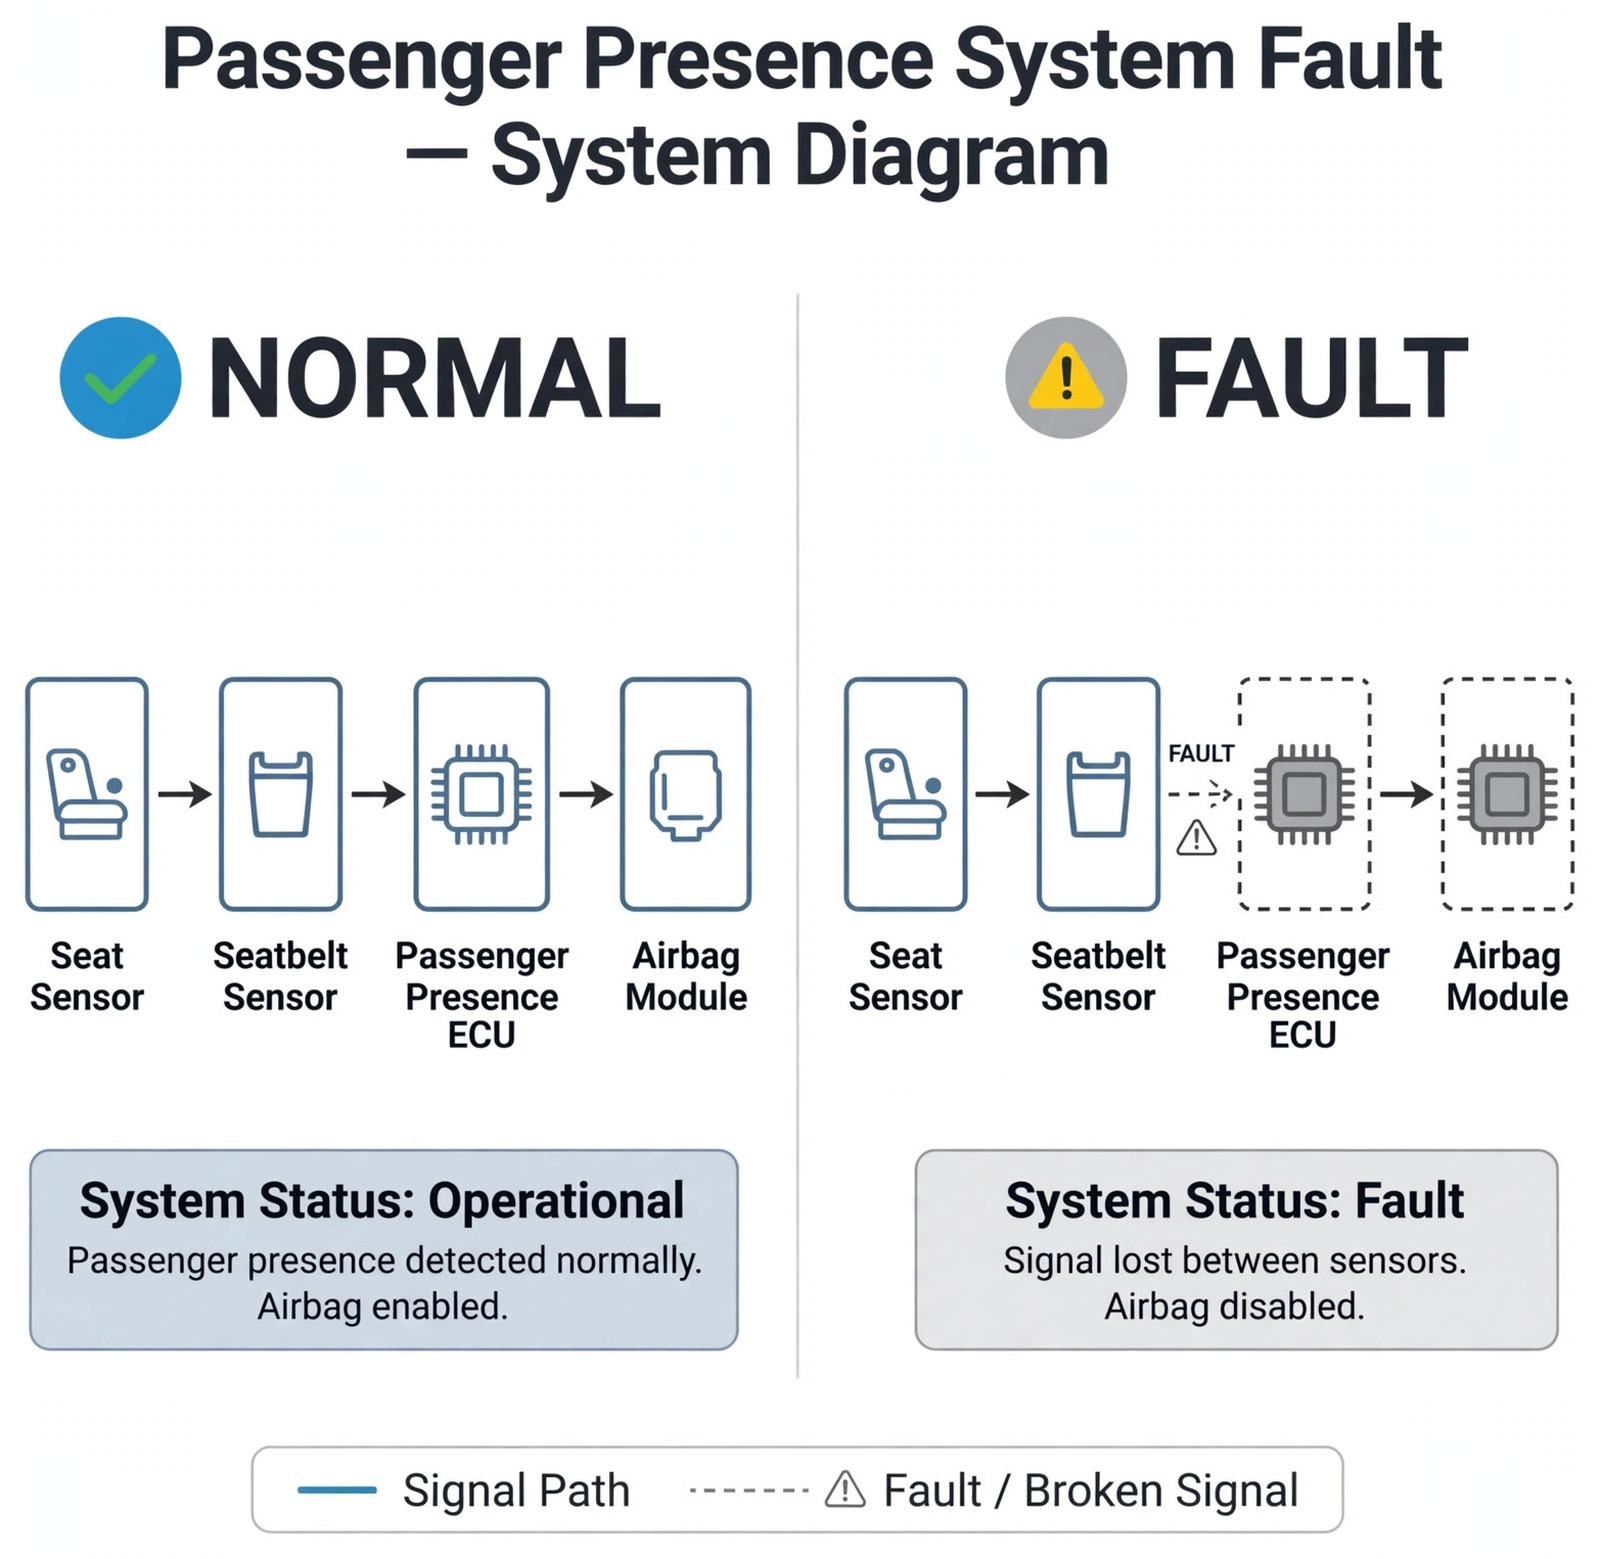 Passenger Presence System Fault
— System Diagram
NORMAL
FAULT
Seat
Sensor
Seatbelt
Sensor
Passenger
Presence
ECU
Airbag
Module
FAULT
Seat
Sensor
Seatbelt
Sensor
Passenger
Presence
ECU
Airbag
Module
System Status: Operational
Passenger presence detected normally.
Airbag enabled.
System Status: Fault
Signal lost between sensors.
Airbag disabled.
Signal Path
Fault / Broken Signal